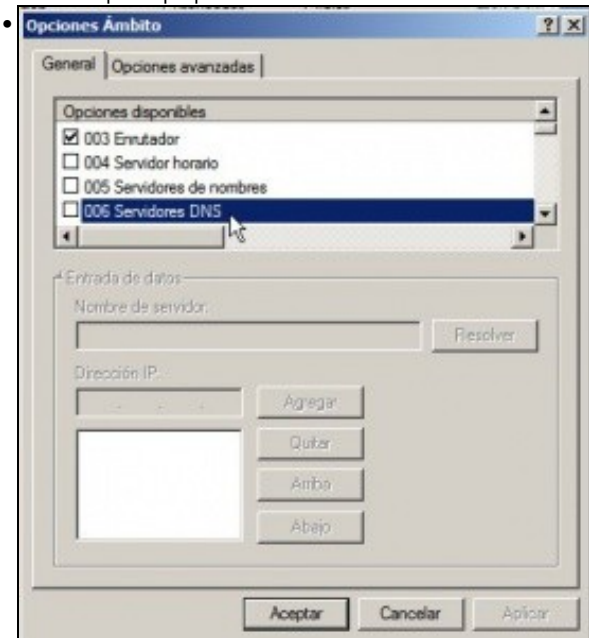 Opciones Ámbito
General
Opciones avanzadas
Opciones disponibles
003 Enrutador
004 Servidor horario
005 Servidores de nombres
006 Servidores DNS
Entrada de datos
Nombre de servidor:
Resolver
Dirección IP:
Agregar
Quitar
Arriba
Abajo
Aceptar
Cancelar
Aplicar